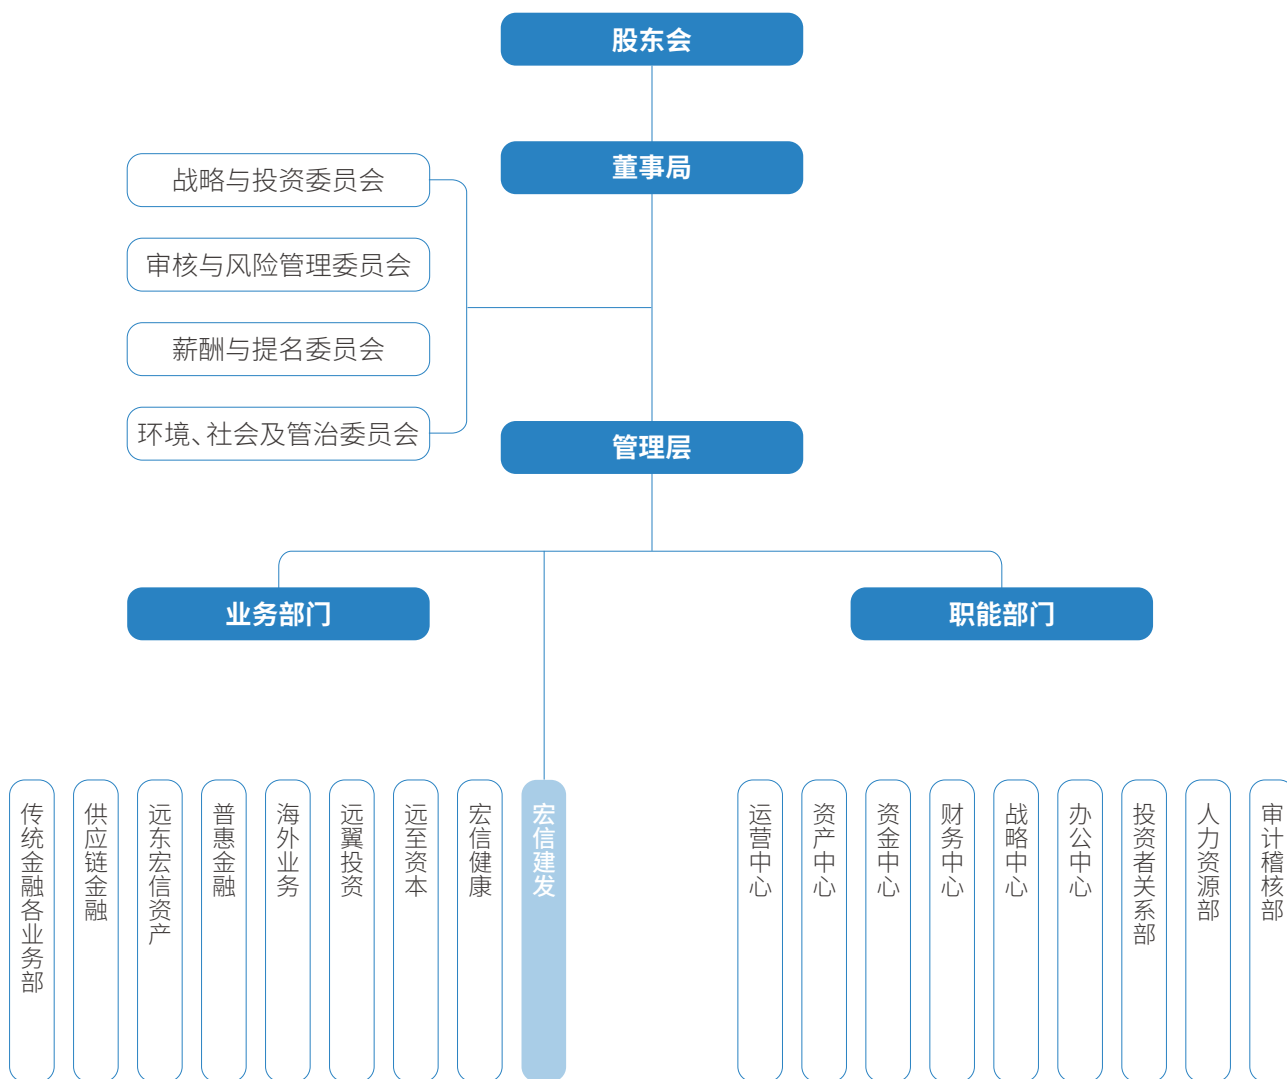 股东会
董事局
战略与投资委员会
审核与风险管理委员会
薪酬与提名委员会
环境、社会及管治委员会
管理层
业务部门
职能部门
传统金融各业务部
供应链金融
远东宏信资产
普惠金融
海外业务
远翼投资
远至资本
宏信健康
宏信建发
运营中心
资产中心
资金中心
财务中心
战略中心
办公中心
投资者关系部
人力资源部
审计稽核部